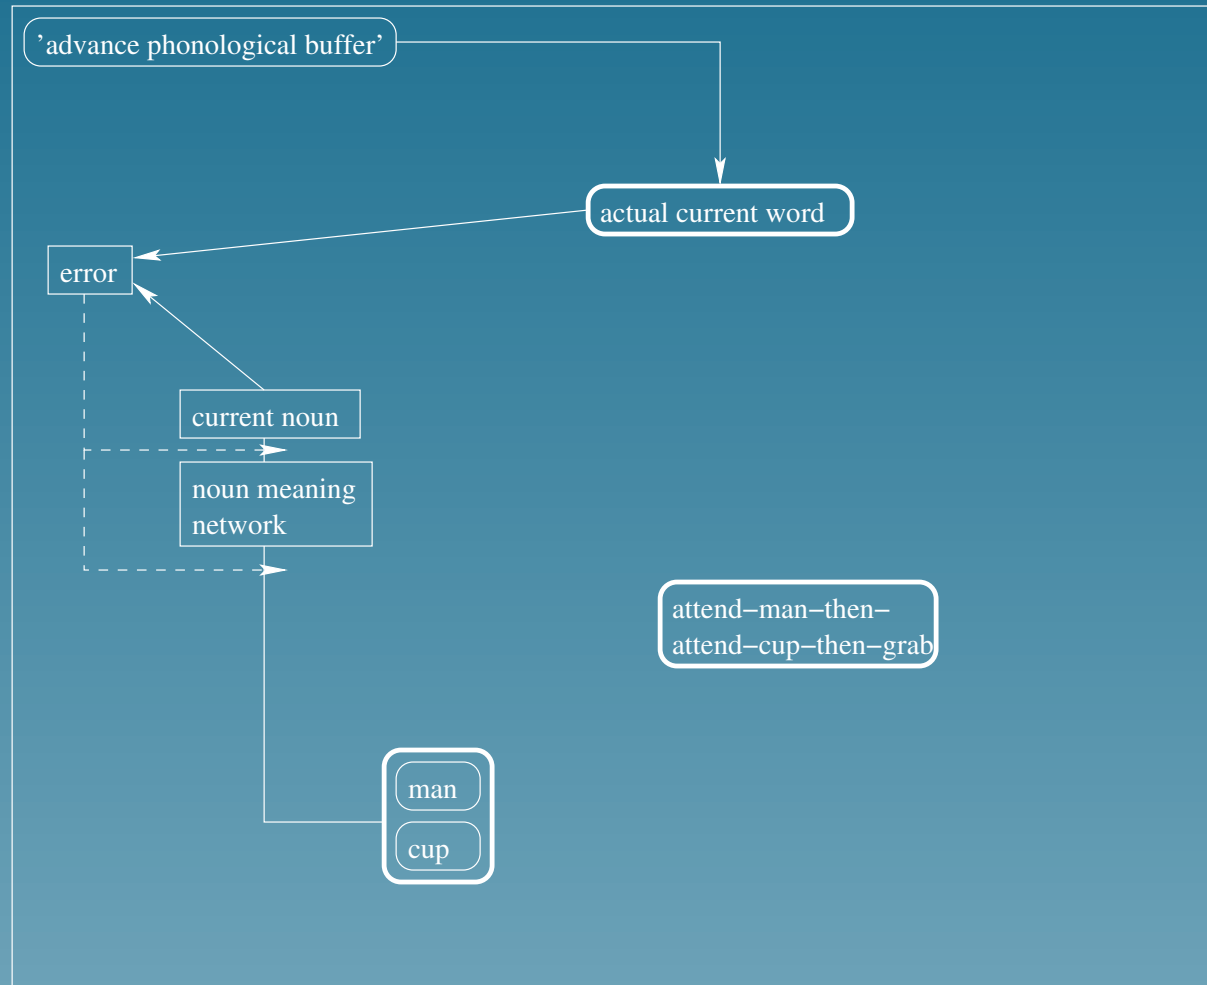 ’advance phonological buffer’
actual current word
error
current noun
noun meaning
network
attend−man−then−
attend−cup−then−grab
man
cup